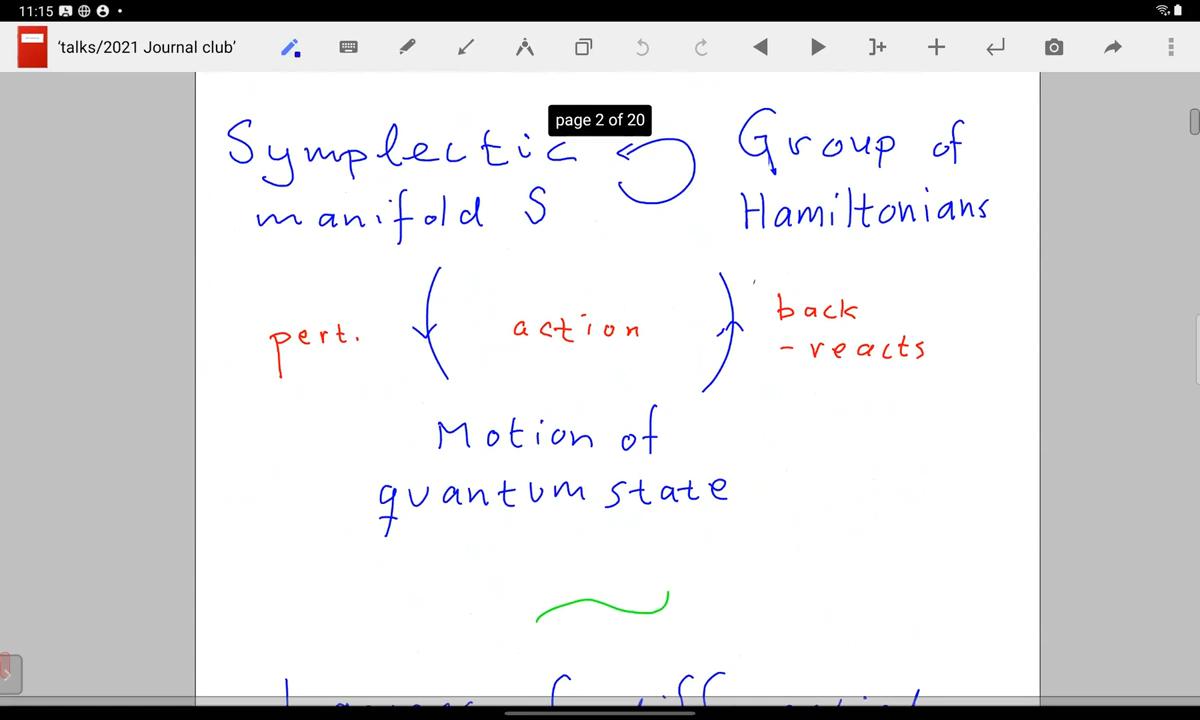 11:15
'talks/2021 Journal club'
page 2 of 20
Symplectic Group of
manifold S Hamiltonians
pert. action back
- reacts
Motion of
quantum state